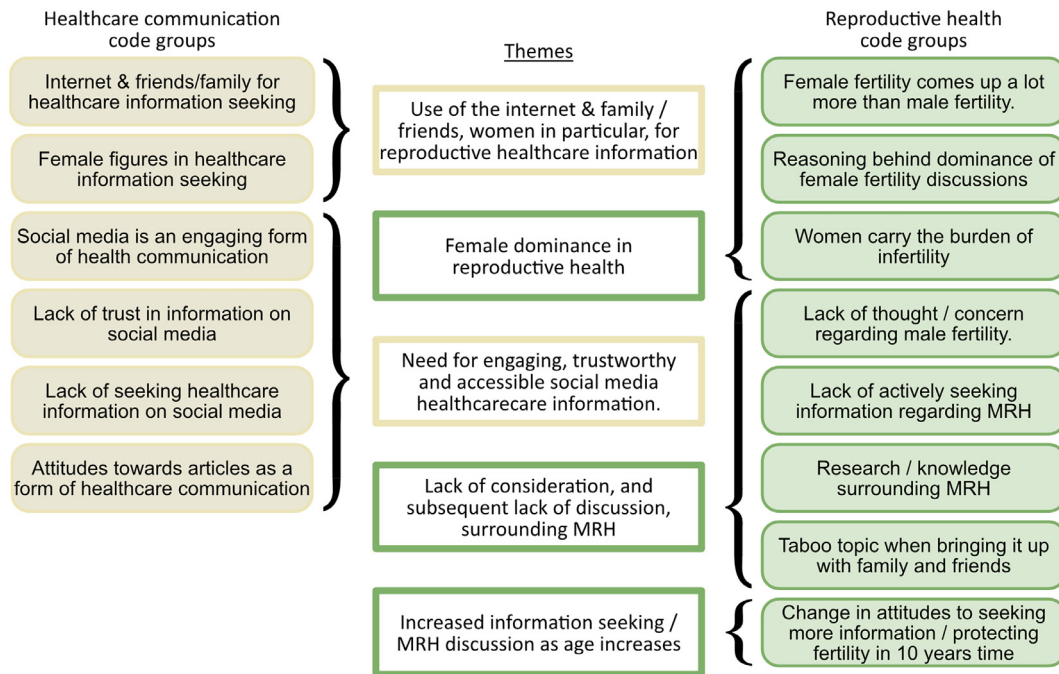 Healthcare communication
code groups
Internet & friends/family for
healthcare information seeking
Female figures in healthcare
information seeking
Social media is an engaging form
of health communication
Lack of trust in information on
social media
Lack of seeking healthcare
information on social media
Attitudes towards articles as a
form of healthcare communication
Themes
Use of the internet & family /
friends, women in particular, for
reproductive healthcare information
Female dominance in
reproductive health
Need for engaging, trustworthy
and accessible social media
healthcarecare information.
Lack of consideration, and
subsequent lack of discussion,
surrounding MRH
Increased information seeking /
MRH discussion as age increases
Reproductive health
code groups
Female fertility comes up a lot
more than male fertility.
Reasoning behind dominance of
female fertility discussions
Women carry the burden of
infertility
Lack of thought / concern
regarding male fertility.
Lack of actively seeking
information regarding MRH
Research / knowledge
surrounding MRH
Taboo topic when bringing it up
with family and friends
Change in attitudes to seeking
more information / protecting
fertility in 10 years time